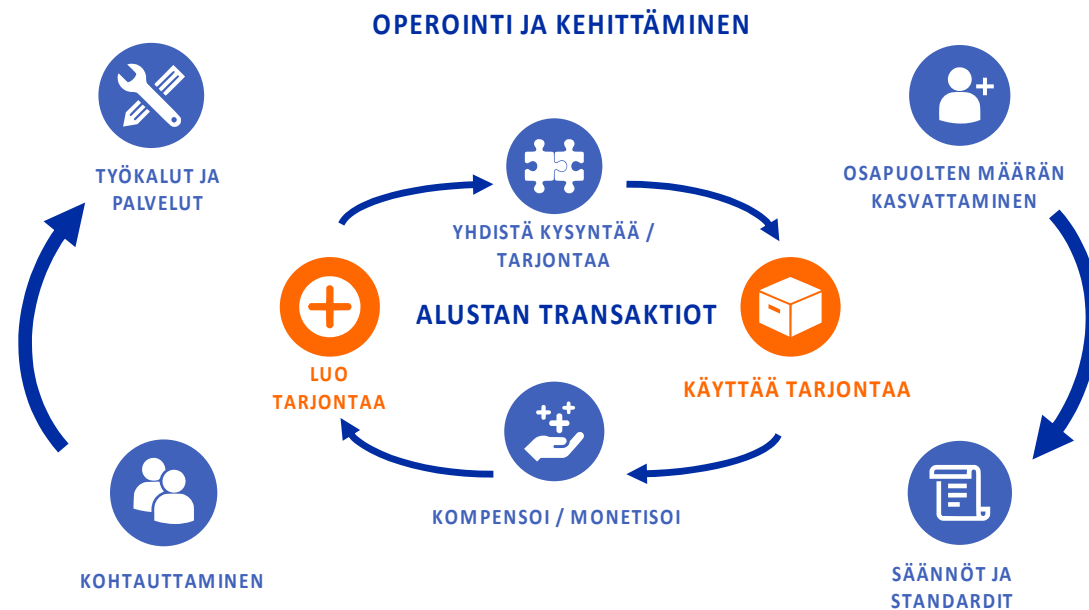 OPEROINTI JA KEHITTÄMINEN
TYÖKALUT JA
PALVELUT
OSAPUOLTEN MÄÄRÄN
KASVATTAMINEN
YHDISTÄ KYSYNTÄÄ /
TARJONTAA
ALUSTAN TRANSAKTIOT
LUO
TARJONTAA
KÄYTTÄÄ TARJONTAA
KOMPENSOI / MONETISOI
KOHTAUTTAMINEN
SÄÄNNÖT JA
STANDARDIT